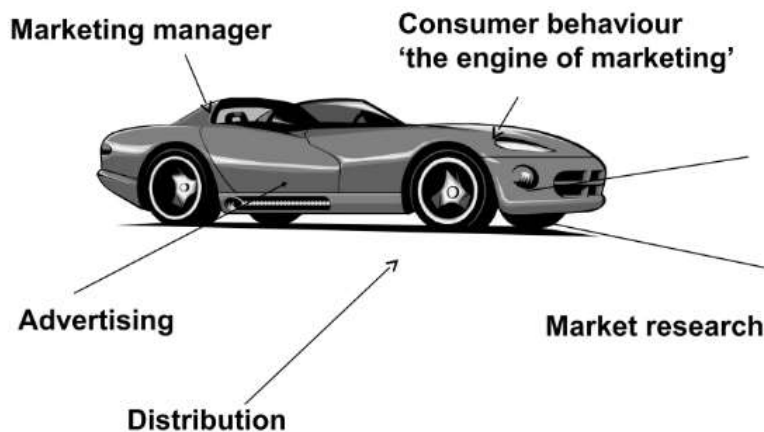 Marketing manager
Consumer behaviour
‘the engine of marketing’
Advertising
Market research
Distribution